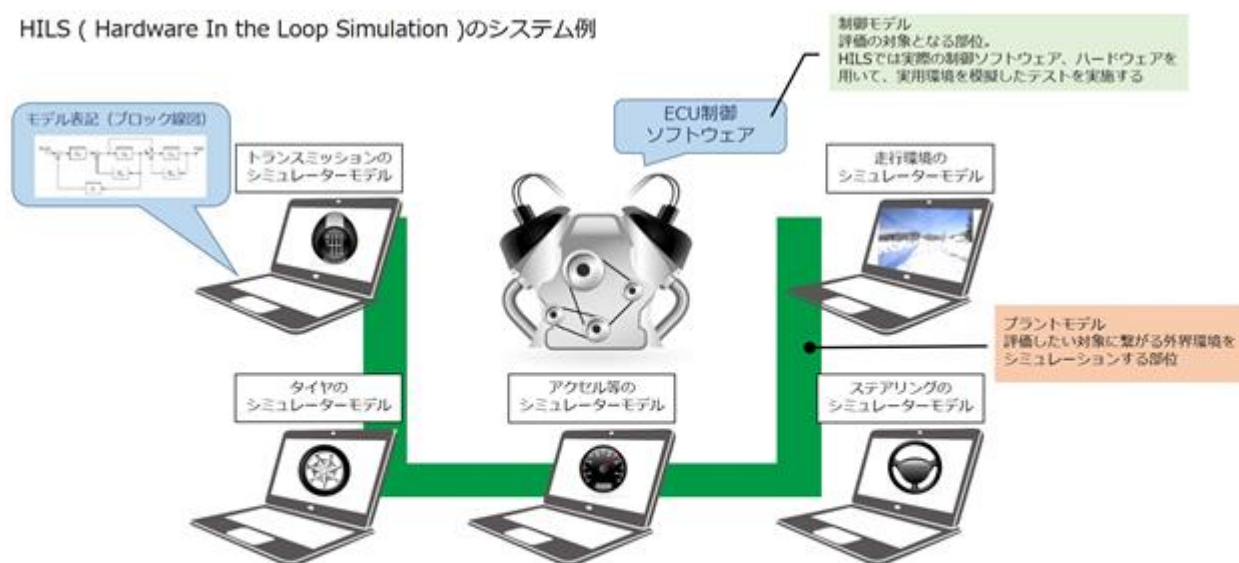 HILS ( Hardware In the Loop Simulation )のシステム例
制御モデル
評価の対象となる部位。
HILSでは実際の制御ソフトウェア、ハードウェアを
用いて、実用環境を模擬したテストを実施する
モデル表記（ブロック線図）
ECU制御
ソフトウェア
トランスミッションの
シミュレーターモデル
走行環境の
シミュレーターモデル
プラントモデル
評価したい対象に繋がる外界環境を
シミュレーションする部位
タイヤの
シミュレーターモデル
アクセル等の
シミュレーターモデル
ステアリングの
シミュレーターモデル